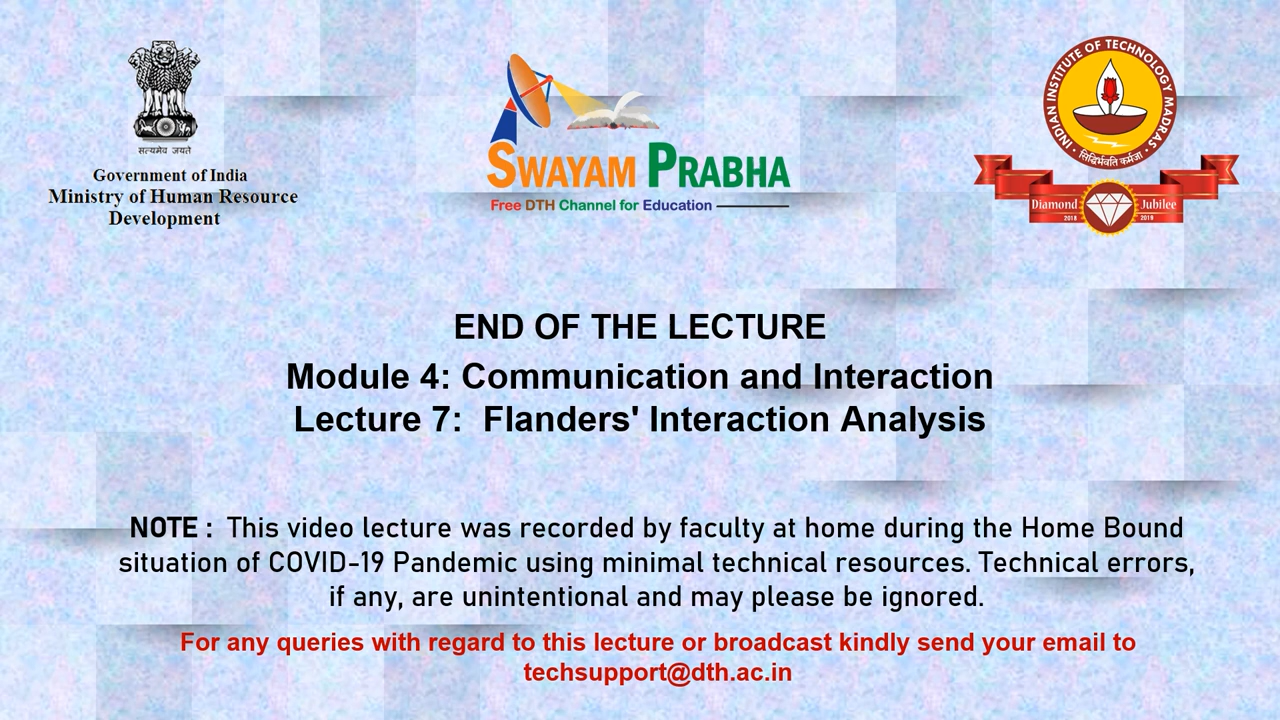 सत्यमेव जयते
Government of India
Ministry of Human Resource
Development
SWAYAM PRABHA
Free DTH Channel for Education
INDIAN INSTITUTE OF TECHNOLOGY MADRAS
सिद्धिर्भवति कर्मजा
Diamond Jubilee
2018 2019
END OF THE LECTURE
Module 4: Communication and Interaction
Lecture 7: Flanders' Interaction Analysis
NOTE : This video lecture was recorded by faculty at home during the Home Bound
situation of COVID-19 Pandemic using minimal technical resources. Technical errors,
if any, are unintentional and may please be ignored.
For any queries with regard to this lecture or broadcast kindly send your email to
techsupport@dth.ac.in